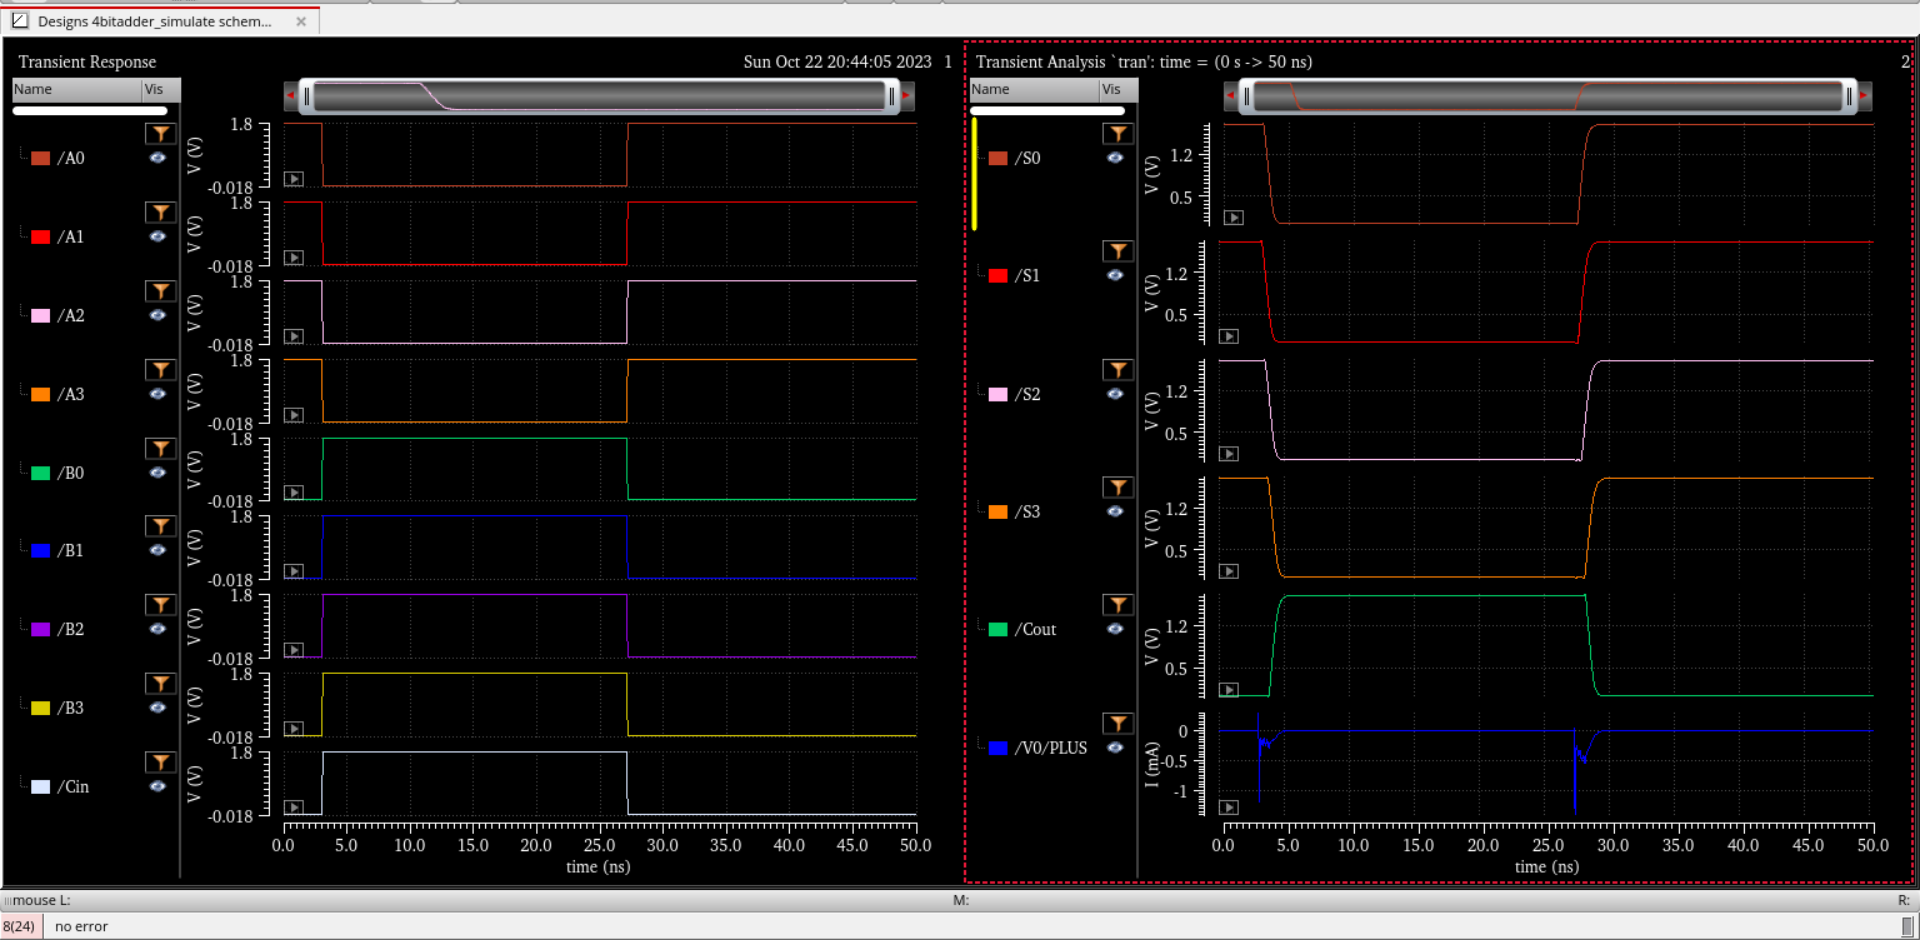 Designs 4bitadder_simulate schem...
Transient Response
Sun Oct 22 20:44:05 2023 1
Name
Vis
/A0
V (V)
1.8
-0.018
/A1
V (V)
1.8
-0.018
/A2
V (V)
1.8
-0.018
/A3
V (V)
1.8
-0.018
/B0
V (V)
1.8
-0.018
/B1
V (V)
1.8
-0.018
/B2
V (V)
1.8
-0.018
/B3
V (V)
1.8
-0.018
/Cin
V (V)
1.8
-0.018
0.0 5.0 10.0 15.0 20.0 25.0 30.0 35.0 40.0 45.0 50.0
time (ns)
Transient Analysis `tran': time = (0 s -> 50 ns)
2
Name
Vis
/S0
V (V)
1.2
0.5
/S1
V (V)
1.2
0.5
/S2
V (V)
1.2
0.5
/S3
V (V)
1.2
0.5
/Cout
V (V)
1.2
0.5
/V0/PLUS
I (mA)
0
-0.5
-1
0.0 5.0 10.0 15.0 20.0 25.0 30.0 35.0 40.0 45.0 50.0
time (ns)
mouse L:
M:
R:
8(24)
no error